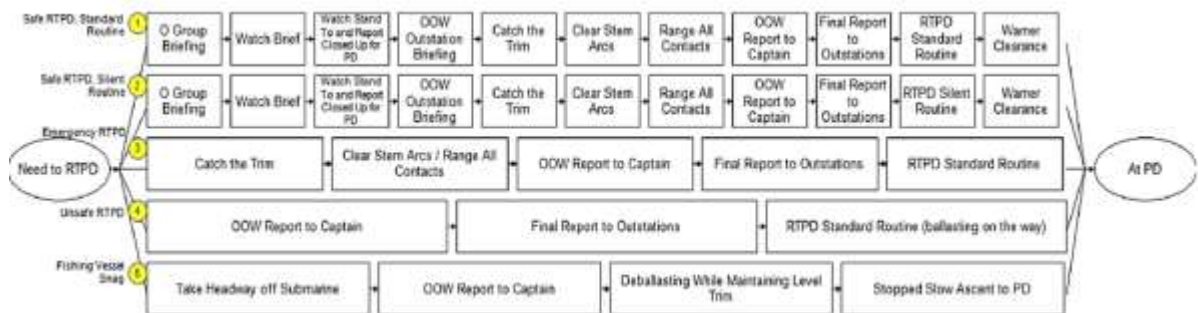 Safe RTPD, Standard
Routine
1
O Group
Briefing
Watch Brief
Watch Stand
To and Report
Closed Up for
PD
OOW
Outstation
Briefing
Catch the
Trim
Clear Stern
Arcs
Range All
Contacts
OOW
Report to
Captain
Final Report
to
Outstations
RTPD
Standard
Routine
Warner
Clearance
Safe RTPD, Silent
Routine
2
O Group
Briefing
Watch Brief
Watch Stand
To and Report
Closed Up for
PD
OOW
Outstation
Briefing
Catch the
Trim
Clear Stern
Arcs
Range All
Contacts
OOW
Report to
Captain
Final Report
to
Outstations
RTPD Silent
Routine
Warner
Clearance
Emergency RTPD
3
Catch the Trim
Clear Stern Arcs / Range All
Contacts
OOW Report to Captain
Final Report to Outstations
RTPD Standard Routine
Need to RTPD
At PD
Unsafe RTPD
4
OOW Report to Captain
Final Report to Outstations
RTPD Standard Routine (ballasting on the way)
Fishing Vessel
Snag
5
Take Headway off Submarine
OOW Report to Captain
Deballasting While Maintaining Level
Trim
Stopped Slow Ascent to PD